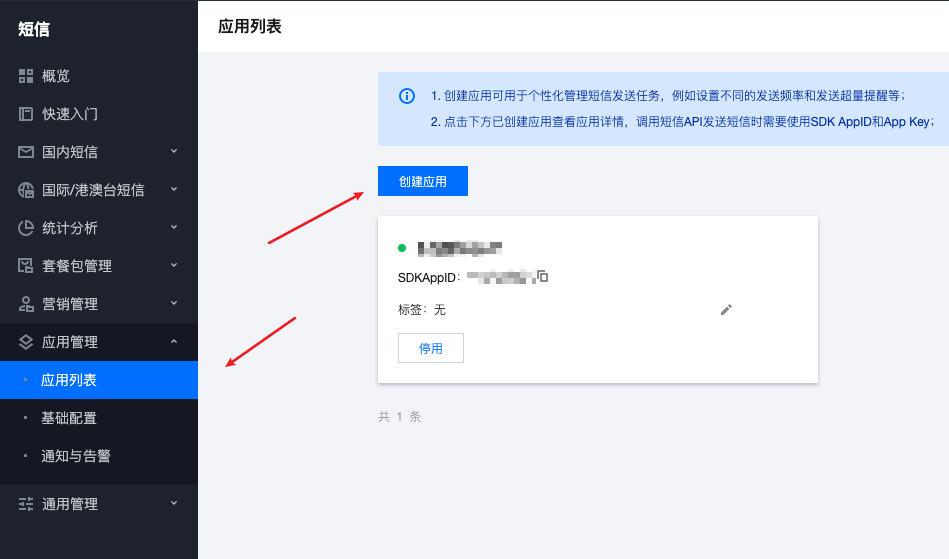 短信
应用列表
概览
快速入门
国内短信
国际/港澳台短信
统计分析
套餐包管理
营销管理
应用管理
应用列表
基础配置
通知与告警
通用管理
1. 创建应用可用于个性化管理短信发送任务，例如设置不同的发送频率和发送超量提醒等；
2. 点击下方已创建应用查看应用详情，调用短信API发送短信时需要使用SDK AppID和App Key；
创建应用
SDKAppID：
标签：无
停用
共 1 条